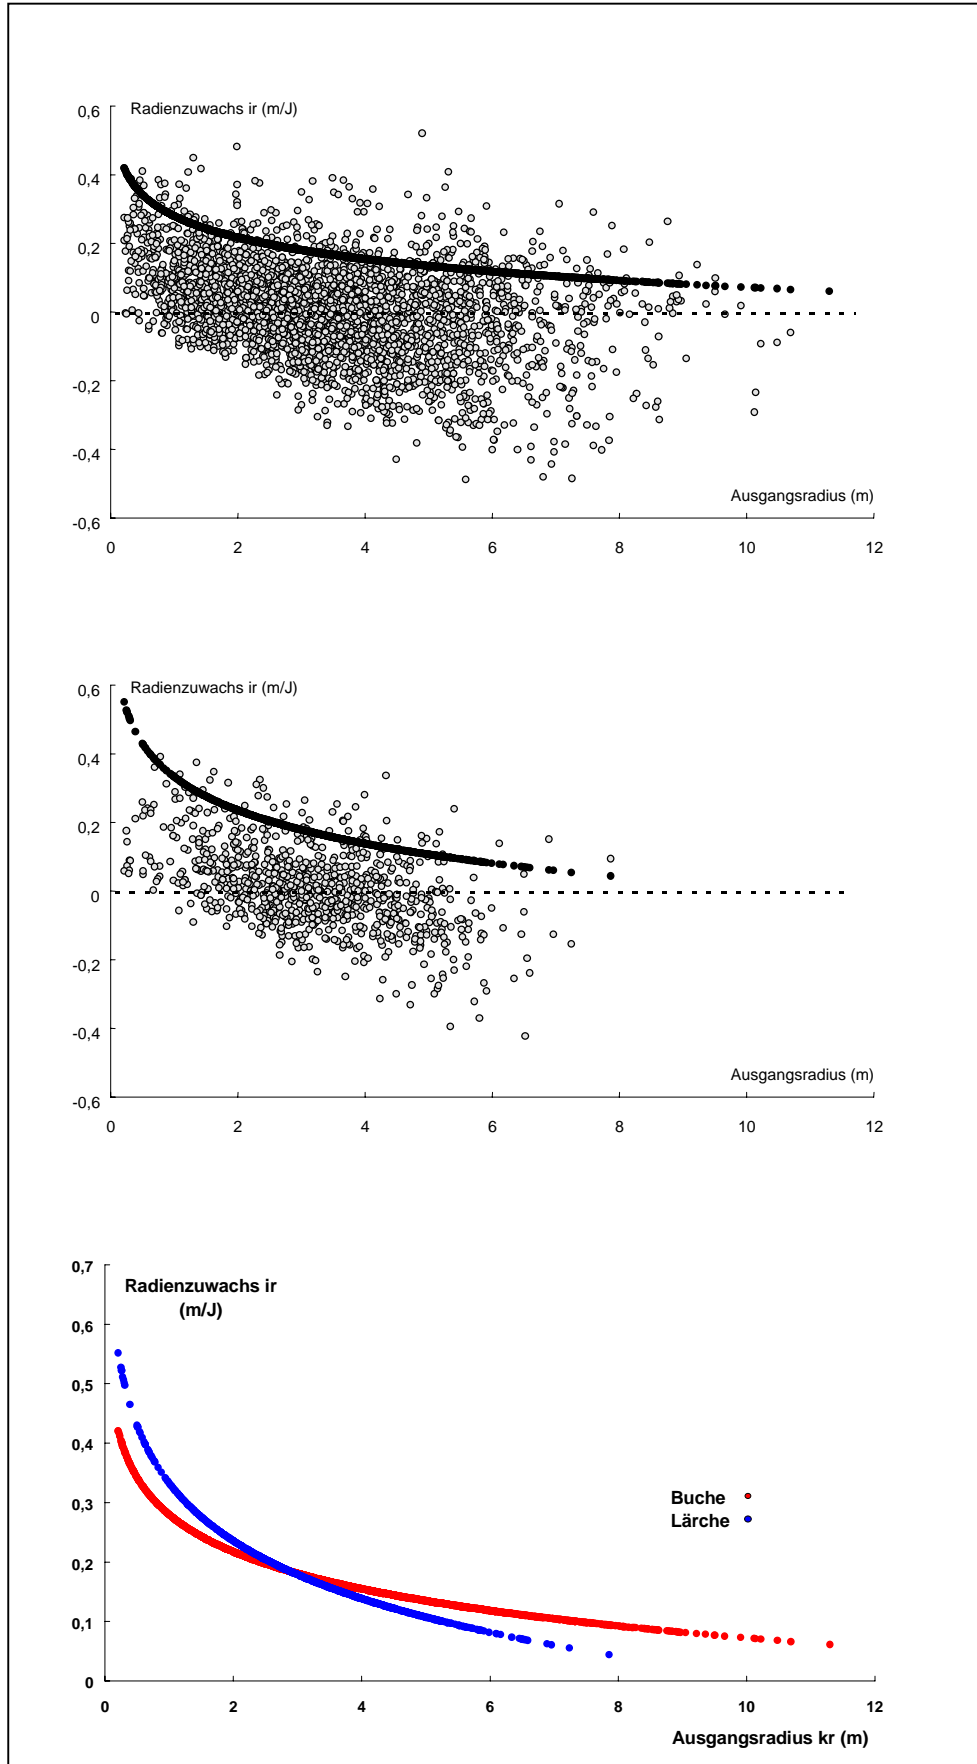 Radienzuwachs ir (m/J)
0,6
0,4
0,2
0
-0,2
-0,4
-0,6
Ausgangsradius (m)
0 2 4 6 8 10 12
Radienzuwachs ir (m/J)
0,6
0,4
0,2
0
-0,2
-0,4
-0,6
Ausgangsradius (m)
0 2 4 6 8 10 12
0,7
Radienzuwachs ir
(m/J)
0,6
0,5
0,4
0,3
0,2
0,1
0
Buche
Lärche
0 2 4 6 8 10 12
Ausgangsradius kr (m)